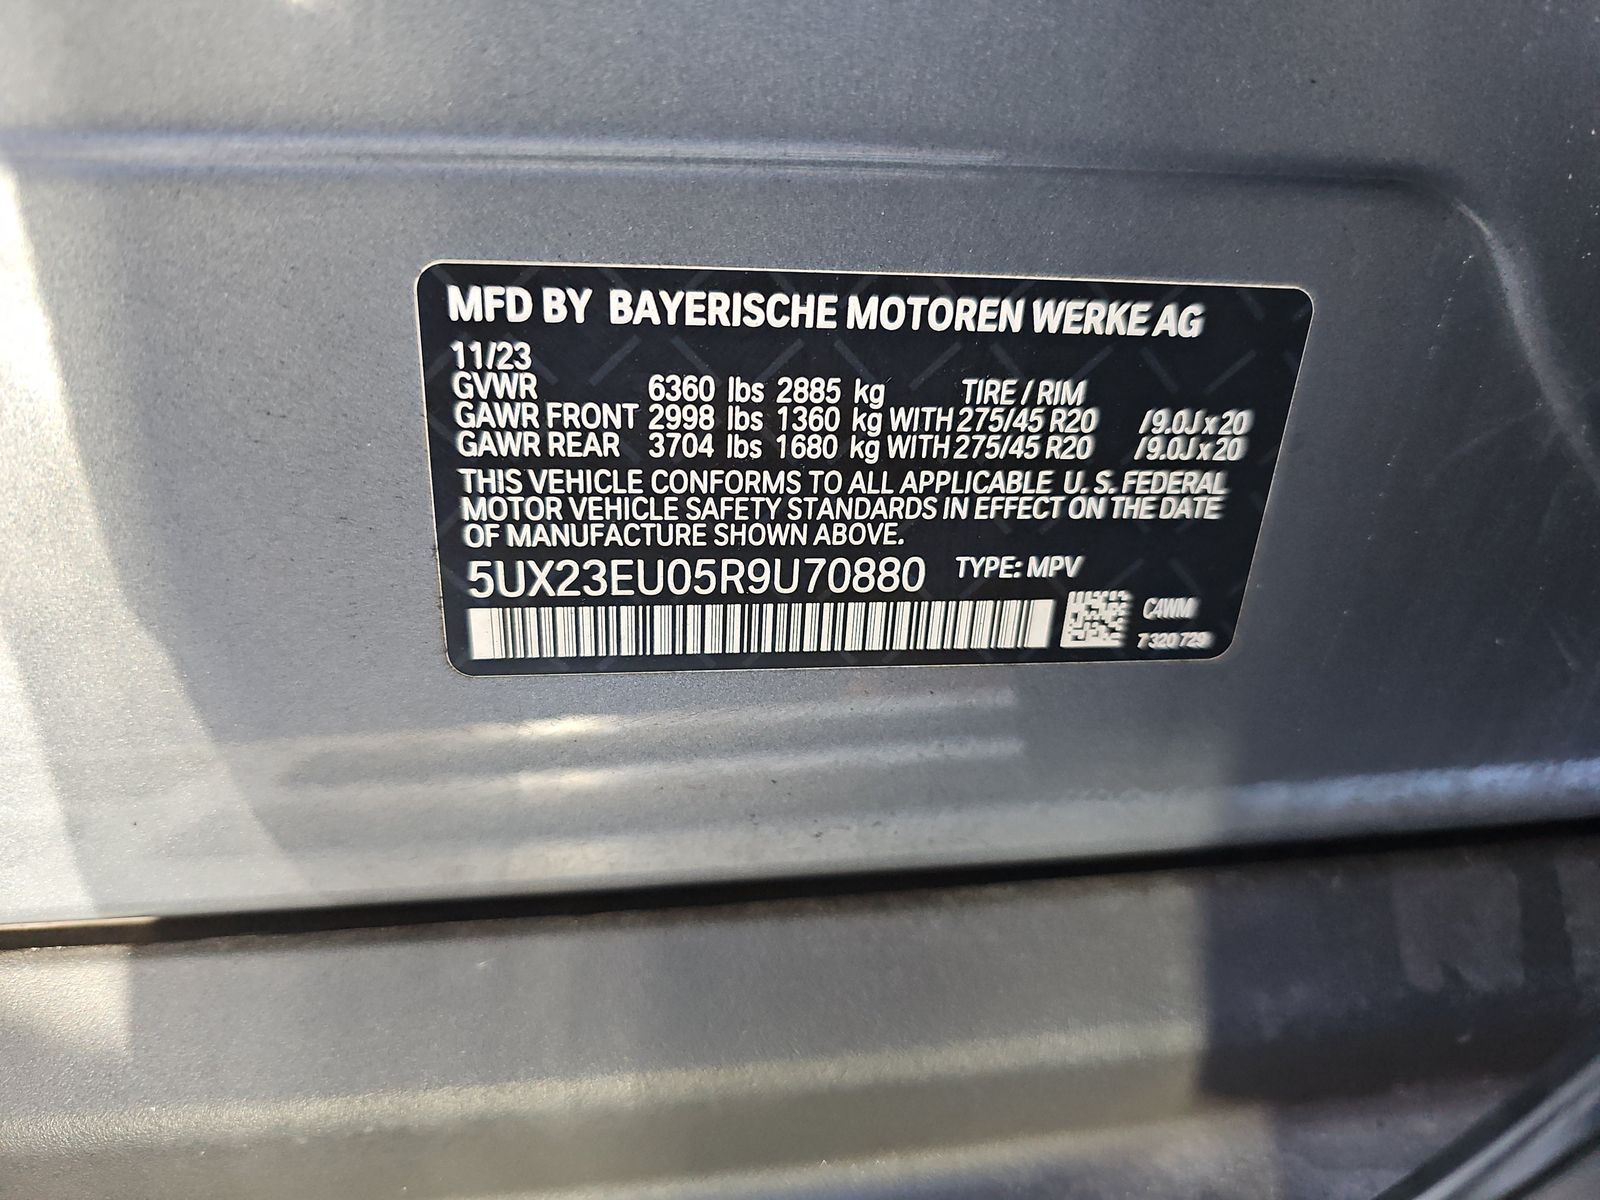 MFD BY BAYERISCHE MOTOREN WERKE AG
11/23
GVWR 6360 lbs 2885 kg TIRE / RIM
GAWR FRONT 2998 lbs 1360 kg WITH 275/45 R20 /9.0J x 20
GAWR REAR 3704 lbs 1680 kg WITH 275/45 R20 /9.0J x 20
THIS VEHICLE CONFORMS TO ALL APPLICABLE U. S. FEDERAL
MOTOR VEHICLE SAFETY STANDARDS IN EFFECT ON THE DATE
OF MANUFACTURE SHOWN ABOVE.
5UX23EU05R9U70880 TYPE: MPV
C4WM
7 320 729